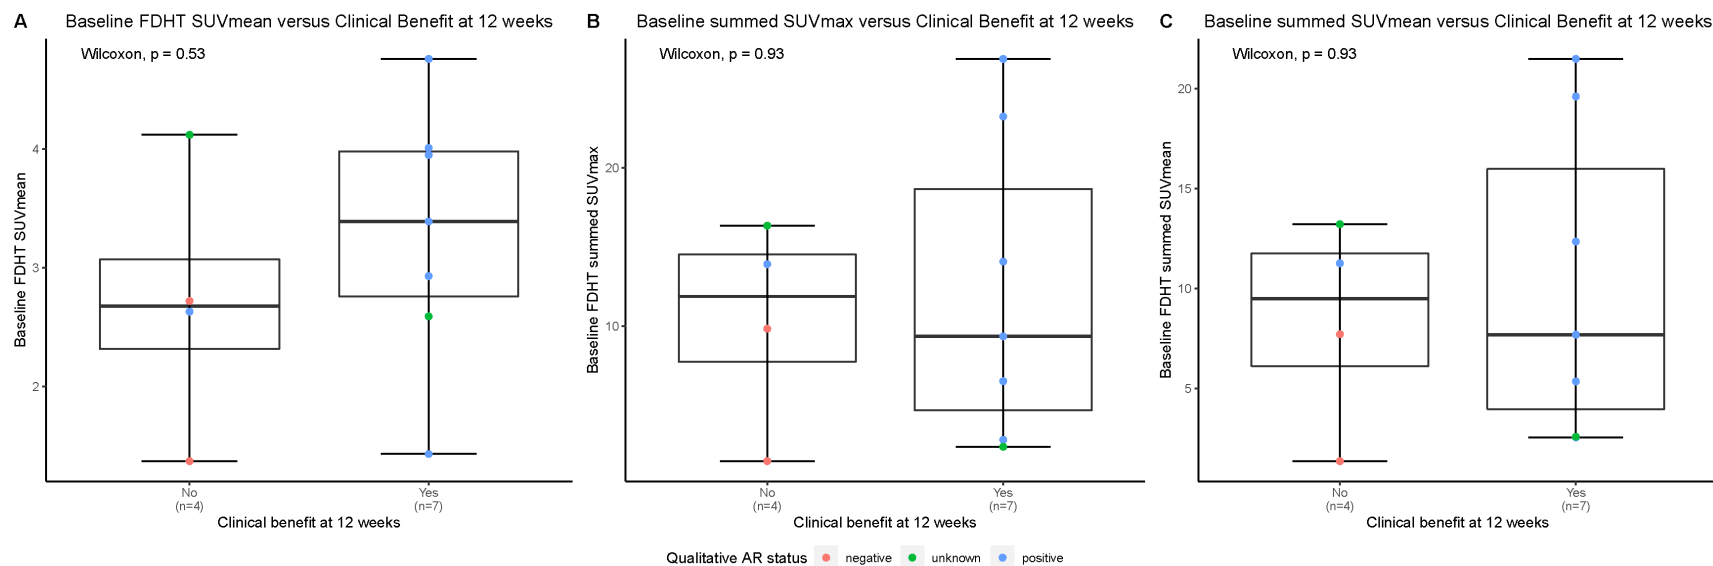 A
Baseline FDHT SUVmean versus Clinical Benefit at 12 weeks
Wilcoxon, p = 0.53
Baseline FDHT SUVmean
4
3
2
No
(n=4)
Yes
(n=7)
Clinical benefit at 12 weeks
B
Baseline summed SUVmax versus Clinical Benefit at 12 weeks
Wilcoxon, p = 0.93
Baseline FDHT summed SUVmax
20
10
No
(n=4)
Yes
(n=7)
Clinical benefit at 12 weeks
C
Baseline summed SUVmean versus Clinical Benefit at 12 weeks
Wilcoxon, p = 0.93
Baseline FDHT summed SUVmean
20
15
10
5
No
(n=4)
Yes
(n=7)
Clinical benefit at 12 weeks
Qualitative AR status negative unknown positive